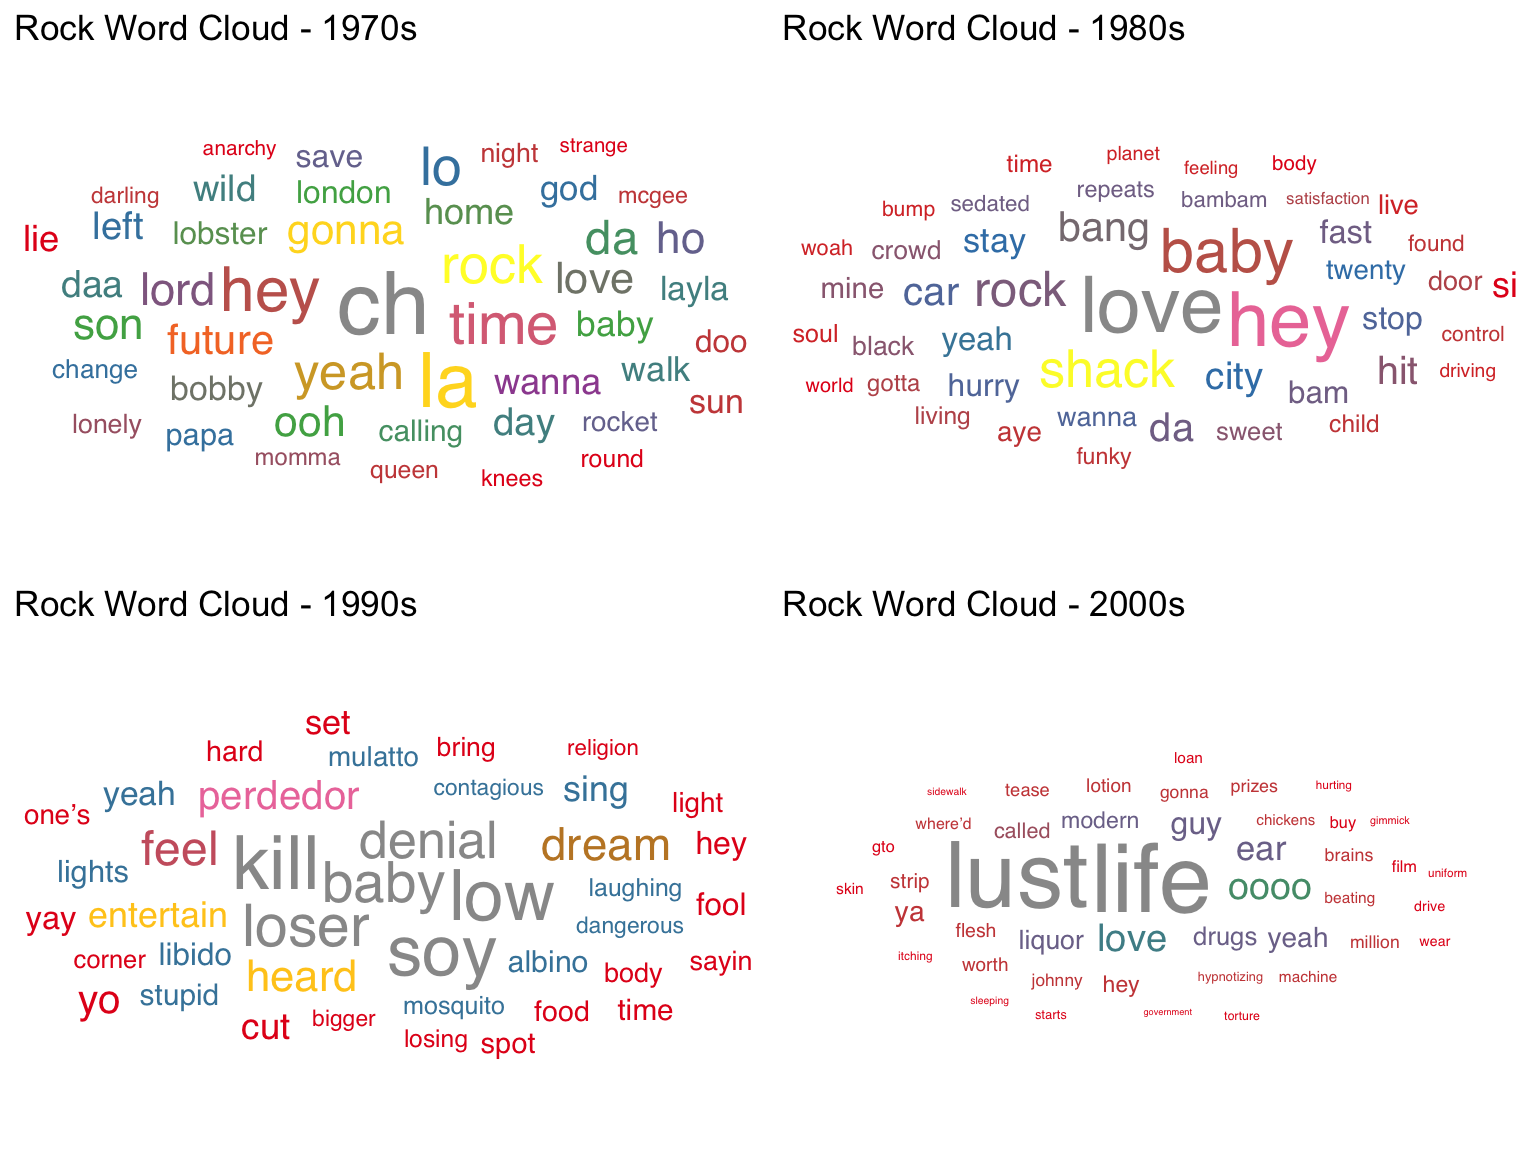 Rock Word Cloud - 1970s
anarchy save lo night strange
darling wild london home god mcgee
lie left lobster gonna rock da ho
daa lord hey ch time love layla
son future yeah la wanna baby walk doo
change bobby ooh calling day rocket sun
lonely papa momma queen knees round
Rock Word Cloud - 1980s
time planet feeling body
bump sedated repeats bambam satisfaction live
woah crowd stay bang baby fast found
mine car rock love hey twenty door si
soul black yeah shack city stop control
world gotta hurry wanna da bam hit driving
living aye funky sweet child
Rock Word Cloud - 1990s
set
hard mulatto bring religion
one's yeah perdedor contagious sing light
lights feel kill denial dream hey
yay entertain loser baby low laughing fool
corner libido heard soy albino dangerous sayin
yo stupid mosquito body
cut bigger losing spot food time
Rock Word Cloud - 2000s
loan
sidewalk tease lotion gonna prizes hurting
where'd called modern guy chickens buy gimmick
gto lust life ear brains film uniform
skin strip oooo beating drive
ya flesh liquor love drugs yeah million wear
itching worth johnny hey hypnotizing machine
sleeping starts government torture